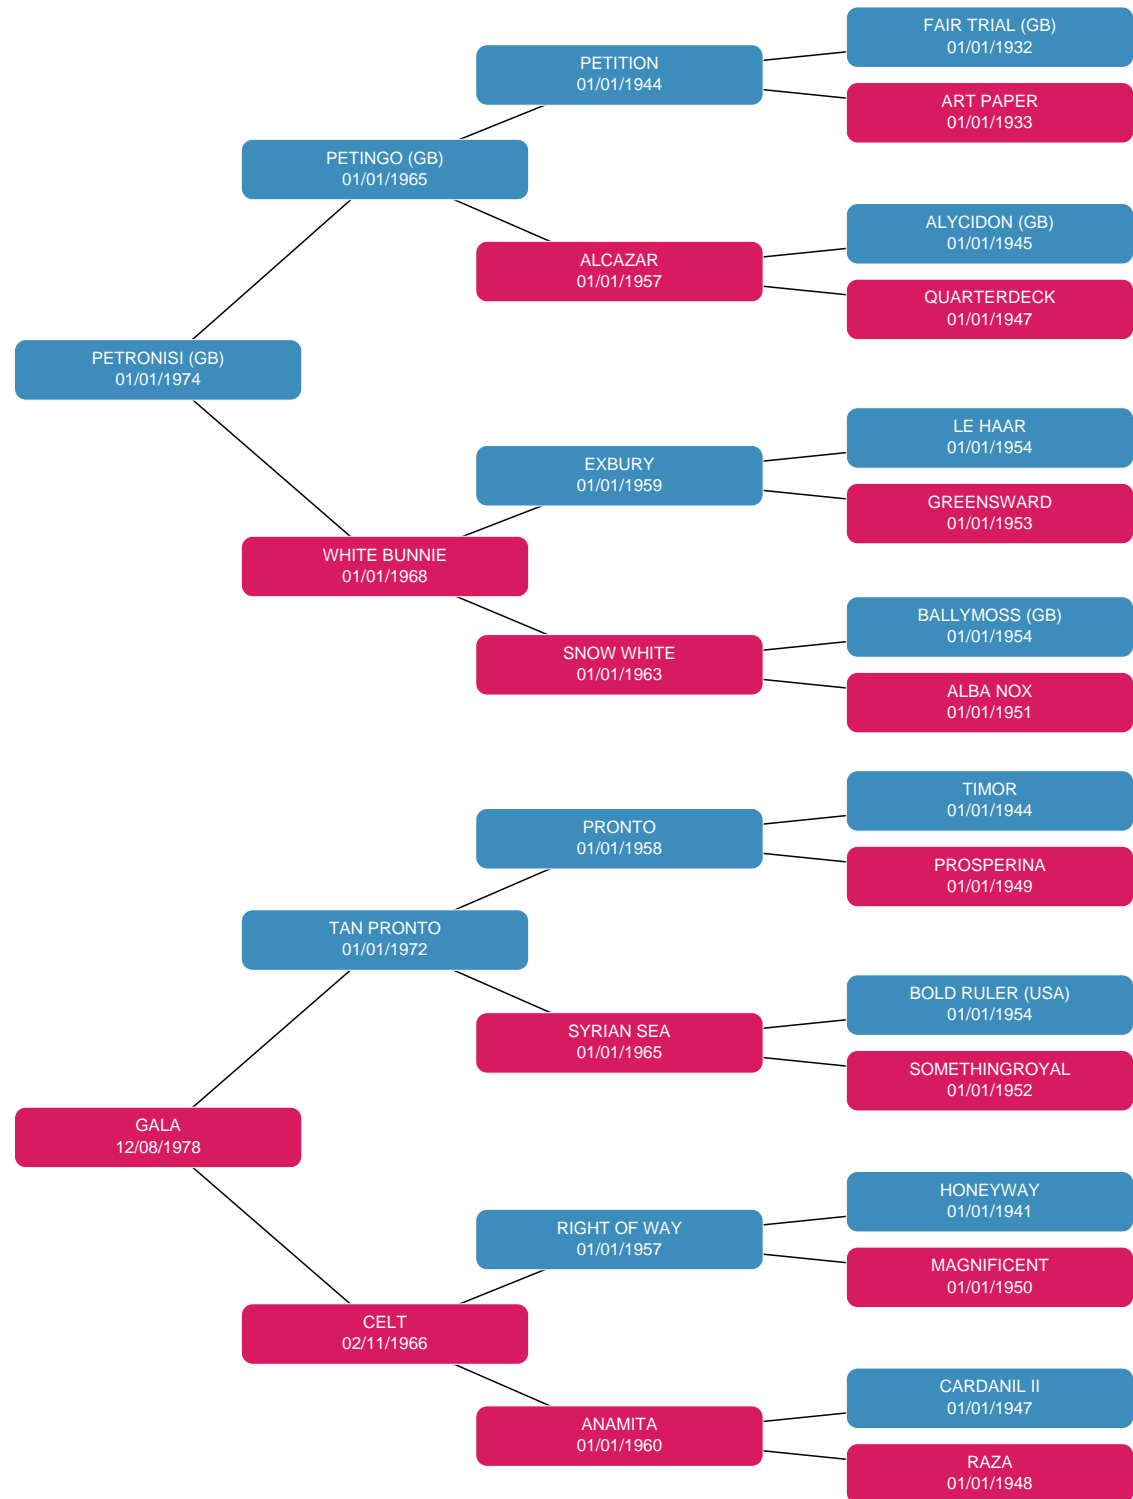 FAIR TRIAL (GB)
01/01/1932
PETITION
01/01/1944
ART PAPER
01/01/1933
PETINGO (GB)
01/01/1965
ALYCIDON (GB)
01/01/1945
ALCAZAR
01/01/1957
QUARTERDECK
01/01/1947
PETRONISI (GB)
01/01/1974
LE HAAR
01/01/1954
EXBURY
01/01/1959
GREENSWARD
01/01/1953
WHITE BUNNIE
01/01/1968
BALLYMOSS (GB)
01/01/1954
SNOW WHITE
01/01/1963
ALBA NOX
01/01/1951
TIMOR
01/01/1944
PRONTO
01/01/1958
PROSPERINA
01/01/1949
TAN PRONTO
01/01/1972
BOLD RULER (USA)
01/01/1954
SYRIAN SEA
01/01/1965
SOMETHINGROYAL
01/01/1952
GALA
12/08/1978
HONEYWAY
01/01/1941
RIGHT OF WAY
01/01/1957
MAGNIFICENT
01/01/1950
CELT
02/11/1966
CARDANIL II
01/01/1947
ANAMITA
01/01/1960
RAZA
01/01/1948